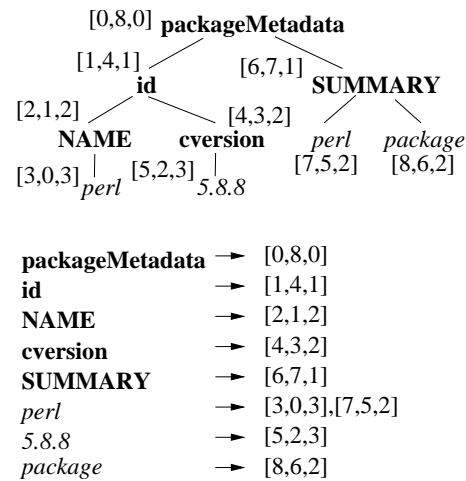 [0,8,0] packageMetadata
[1,4,1] [6,7,1]
id SUMMARY
[2,1,2] [4,3,2]
NAME cversion perl package
[7,5,2] [8,6,2]
[3,0,3] perl [5,2,3] 5.8.8
packageMetadata → [0,8,0]
id → [1,4,1]
NAME → [2,1,2]
cversion → [4,3,2]
SUMMARY → [6,7,1]
perl → [3,0,3],[7,5,2]
5.8.8 → [5,2,3]
package → [8,6,2]